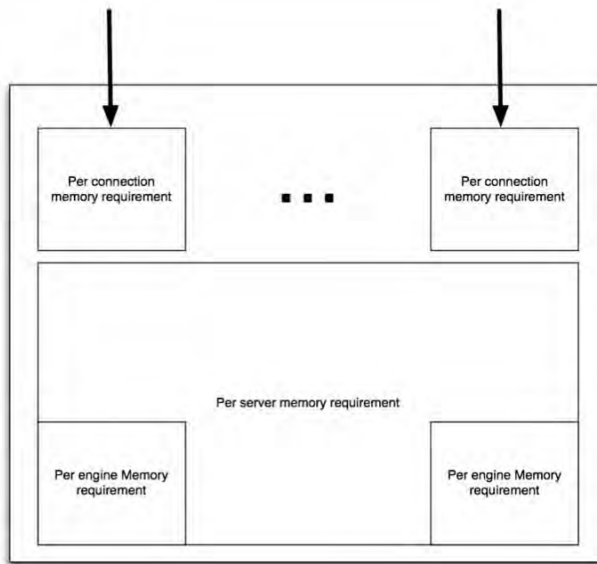 Per connection
memory requirement
Per connection
memory requirement
Per server memory requirement
Per engine Memory
requirement
Per engine Memory
requirement